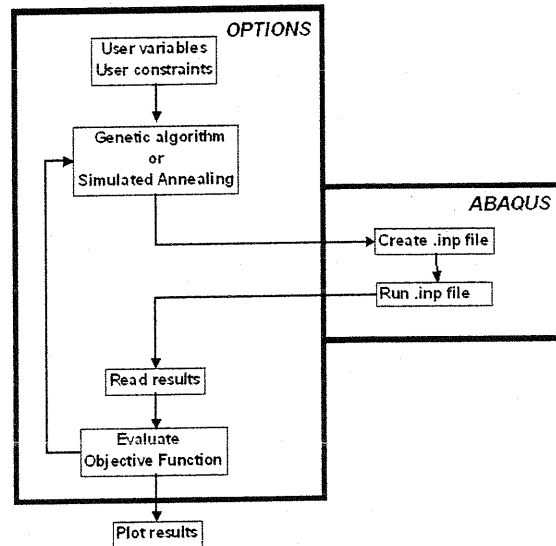 OPTIONS
User variables
User constraints
Genetic algorithm
or
Simulated Annealing
ABAQUS
Create .inp file
Run .inp file
Read results
Evaluate
Objective Function
Plot results